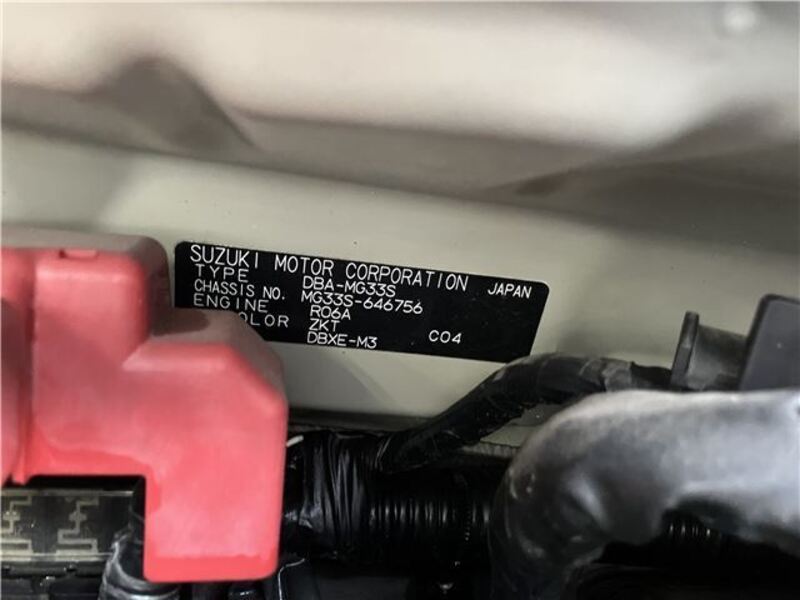 SUZUKI MOTOR CORPORATION JAPAN
TYPE DBA-MG33S
CHASSIS NO. MG33S-646756
ENGINE R06A
COLOR ZKT
DBXE-M3 C04